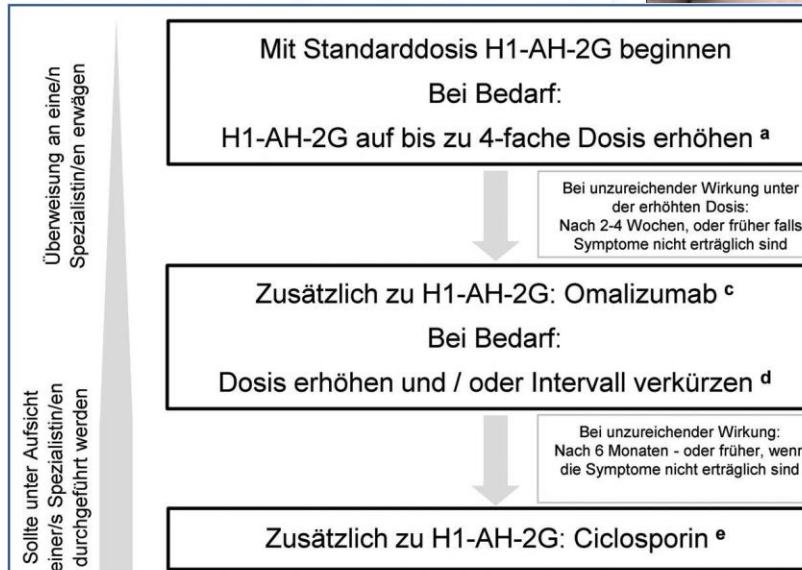 Mit Standarddosis H1-AH-2G beginnen
Bei Bedarf:
H1-AH-2G auf bis zu 4-fache Dosis erhöhen a
Bei unzureichender Wirkung unter
der erhöhten Dosis:
Nach 2-4 Wochen, oder früher falls
Symptome nicht erträglich sind
Zusätzlich zu H1-AH-2G: Omalizumab c
Bei Bedarf:
Dosis erhöhen und / oder Intervall verkürzen d
Bei unzureichender Wirkung:
Nach 6 Monaten - oder früher, wenn
die Symptome nicht erträglich sind
Zusätzlich zu H1-AH-2G: Ciclosporin e
Überweisung an eine/n
Spezialistin/en erwägen
Sollte unter Aufsicht
einer/s Spezialistin/en
durchgeführt werden